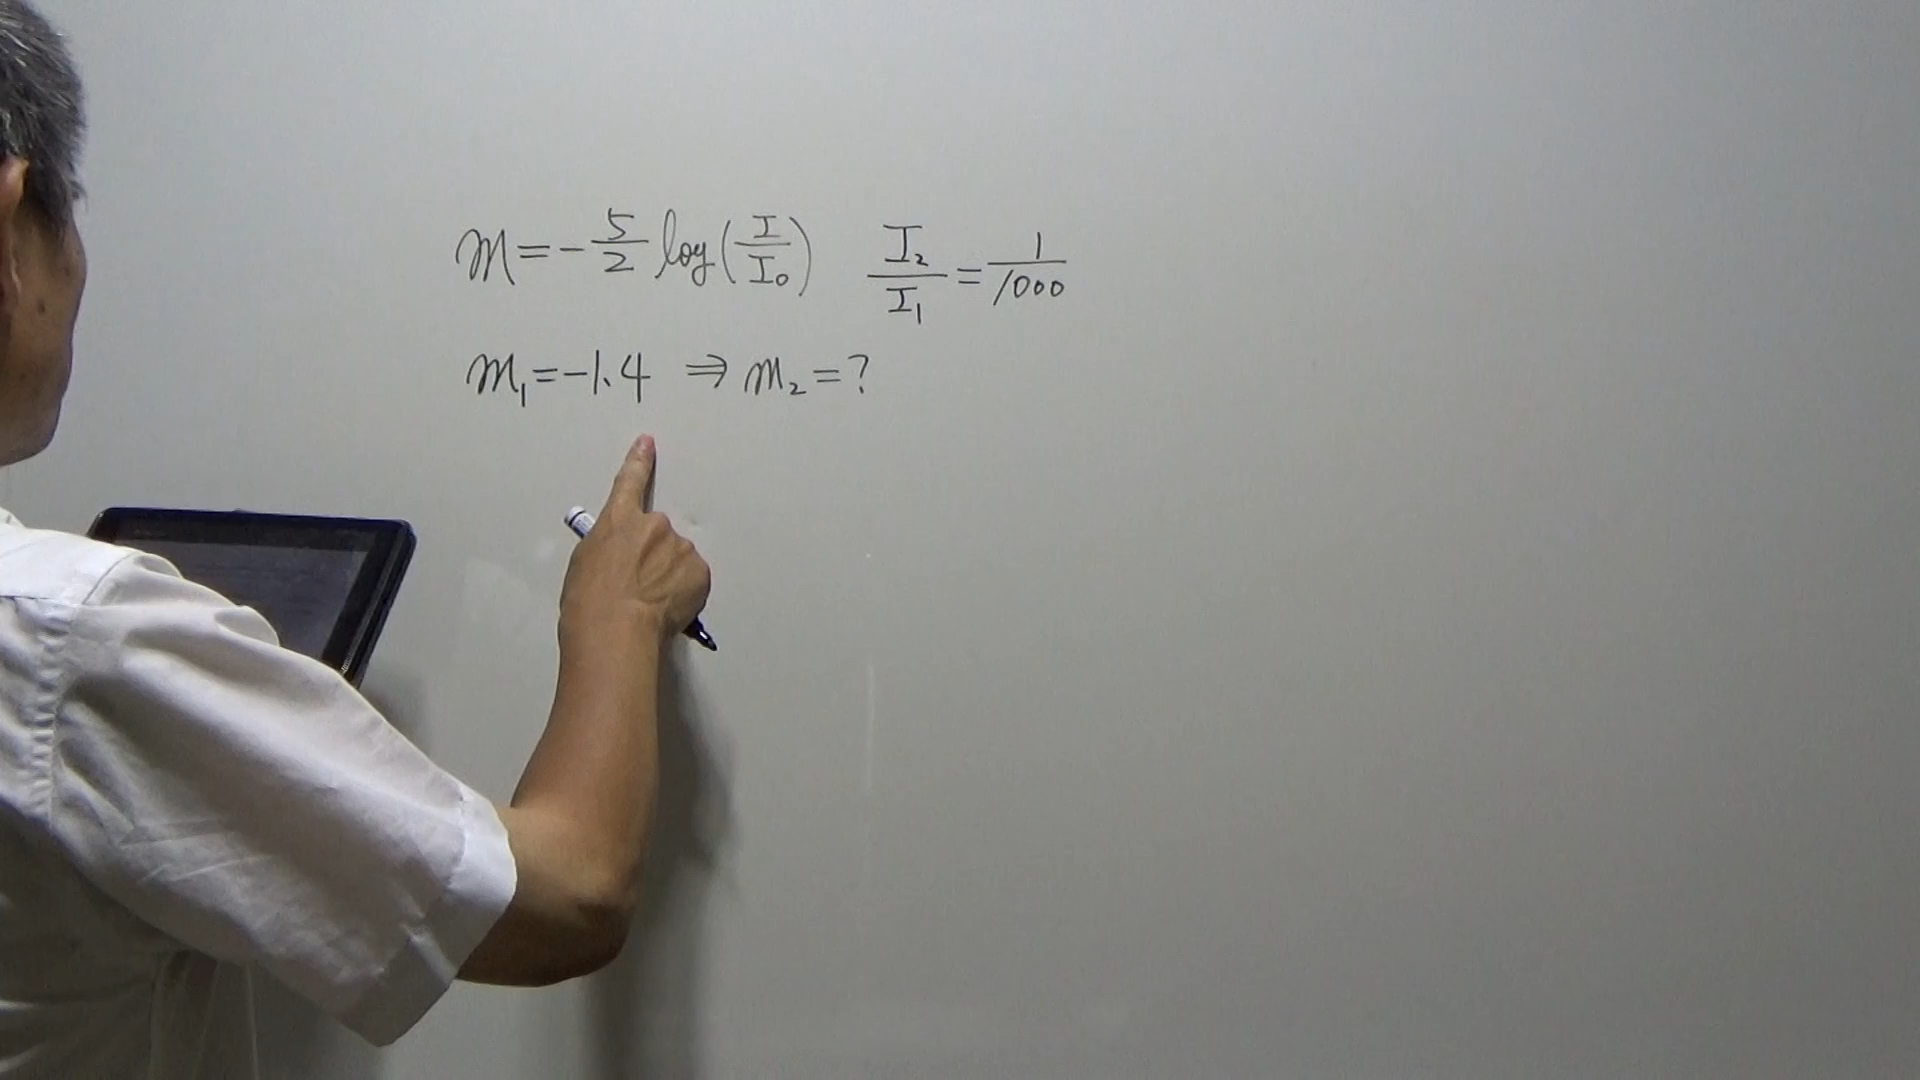 m = -5/2 log(I/I₀) I₂/I₁ = 1/1000
m₁ = -1.4 ⇒ m₂ = ?